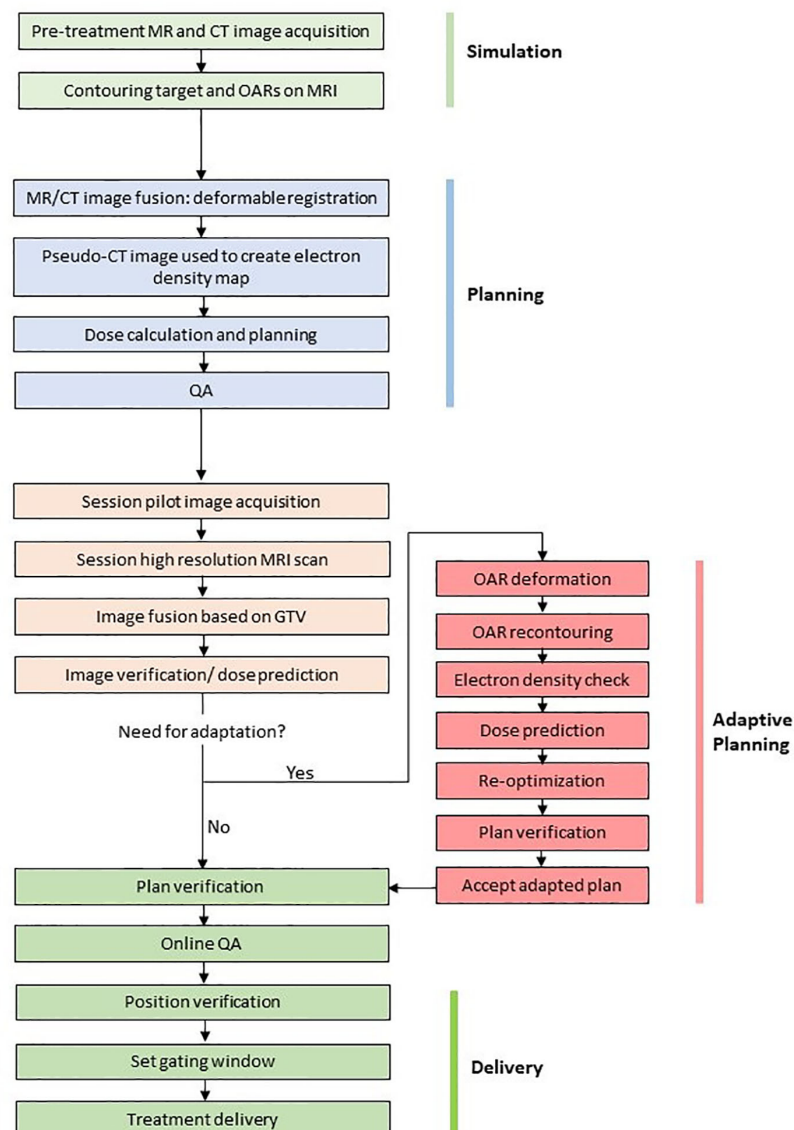 Pre-treatment MR and CT image acquisition
Contouring target and OARs on MRI
Simulation
MR/CT image fusion: deformable registration
Pseudo-CT image used to create electron
density map
Dose calculation and planning
QA
Planning
Session pilot image acquisition
Session high resolution MRI scan
Image fusion based on GTV
Image verification/ dose prediction
Need for adaptation?
Yes
No
OAR deformation
OAR recontouring
Electron density check
Dose prediction
Re-optimization
Plan verification
Accept adapted plan
Adaptive
Planning
Plan verification
Online QA
Position verification
Set gating window
Treatment delivery
Delivery